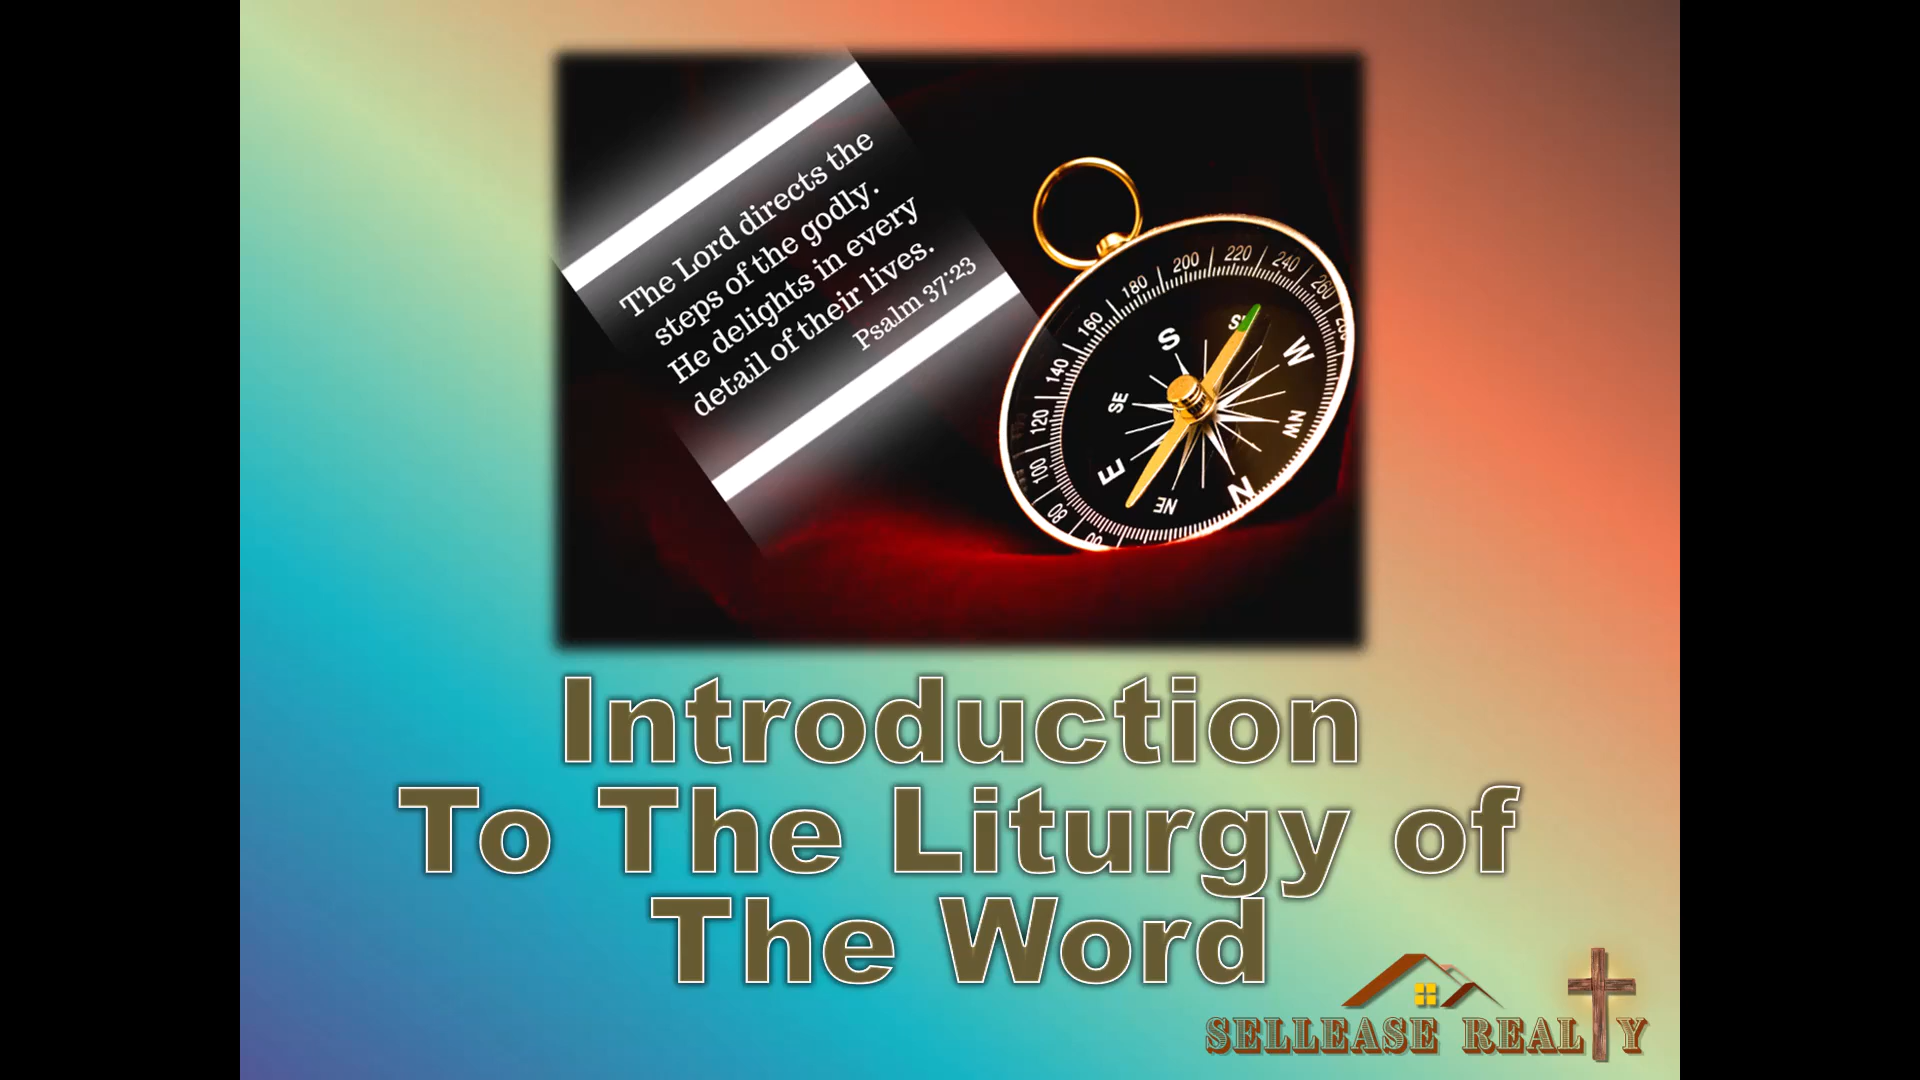 The Lord directs the
steps of the godly.
He delights in every
detail of their lives.
Psalm 37:23
80
100
120
140
160
180
200
220
240
260
S
W
SE
NW
E
N
NE
Introduction
To The Liturgy of
The Word
SELLEASE REALTY